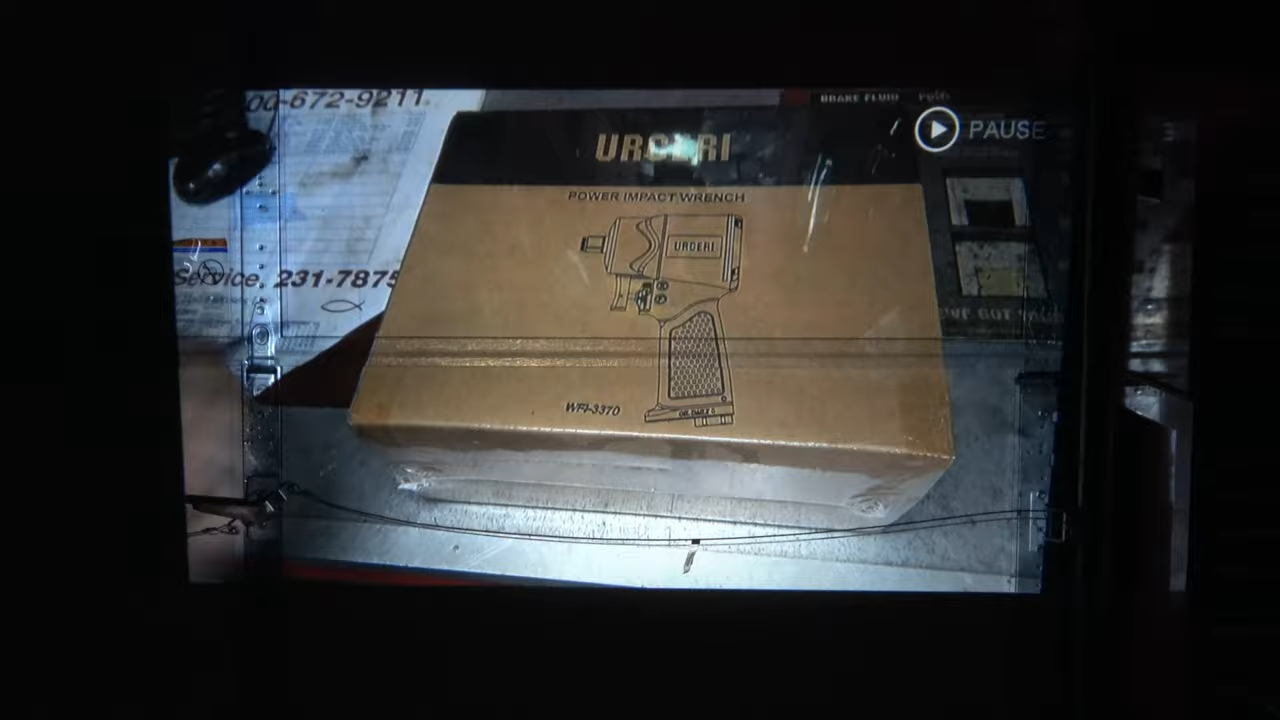 00-672-9211
BRAKE FLUID
URCERI
PAUSE
POWER IMPACT WRENCH
URCERI
Service, 231-7875
WFI-3370